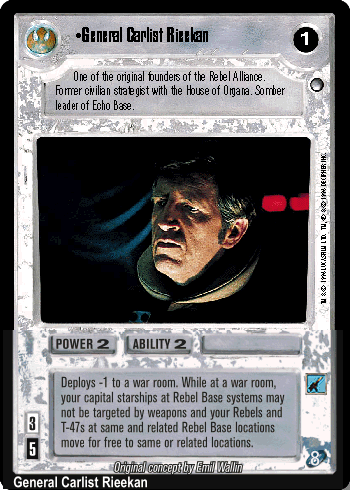 •General Carlist Rieekan
1
One of the original founders of the Rebel Alliance.
Former civilian strategist with the House of Organa. Somber
leader of Echo Base.
POWER 2
ABILITY 2
Deploys -1 to a war room. While at a war room,
your capital starships at Rebel Base systems may
not be targeted by weapons and your Rebels and
T-47s at same and related Rebel Base locations
move for free to same or related locations.
3
5
Original concept by Emil Wallin
General Carlist Rieekan